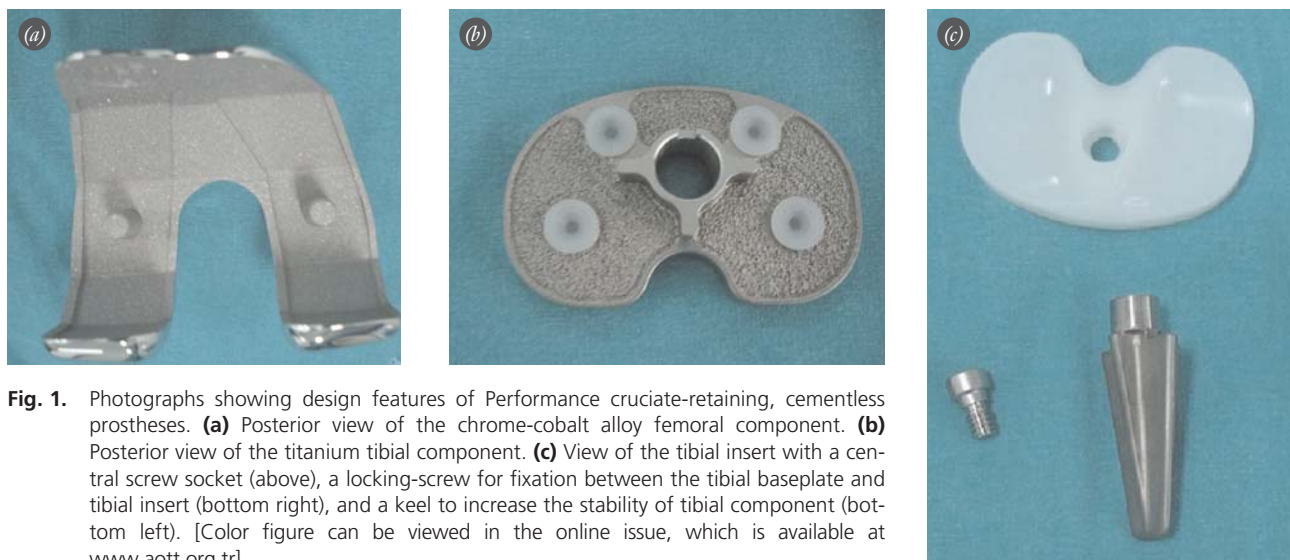 (a)
(b)
(c)
Fig. 1. Photographs showing design features of Performance cruciate-retaining, cementless
prostheses. (a) Posterior view of the chrome-cobalt alloy femoral component. (b)
Posterior view of the titanium tibial component. (c) View of the tibial insert with a cen-
tral screw socket (above), a locking-screw for fixation between the tibial baseplate and
tibial insert (bottom right), and a keel to increase the stability of tibial component (bot-
tom left). [Color figure can be viewed in the online issue, which is available at
www.aott.org.tr]